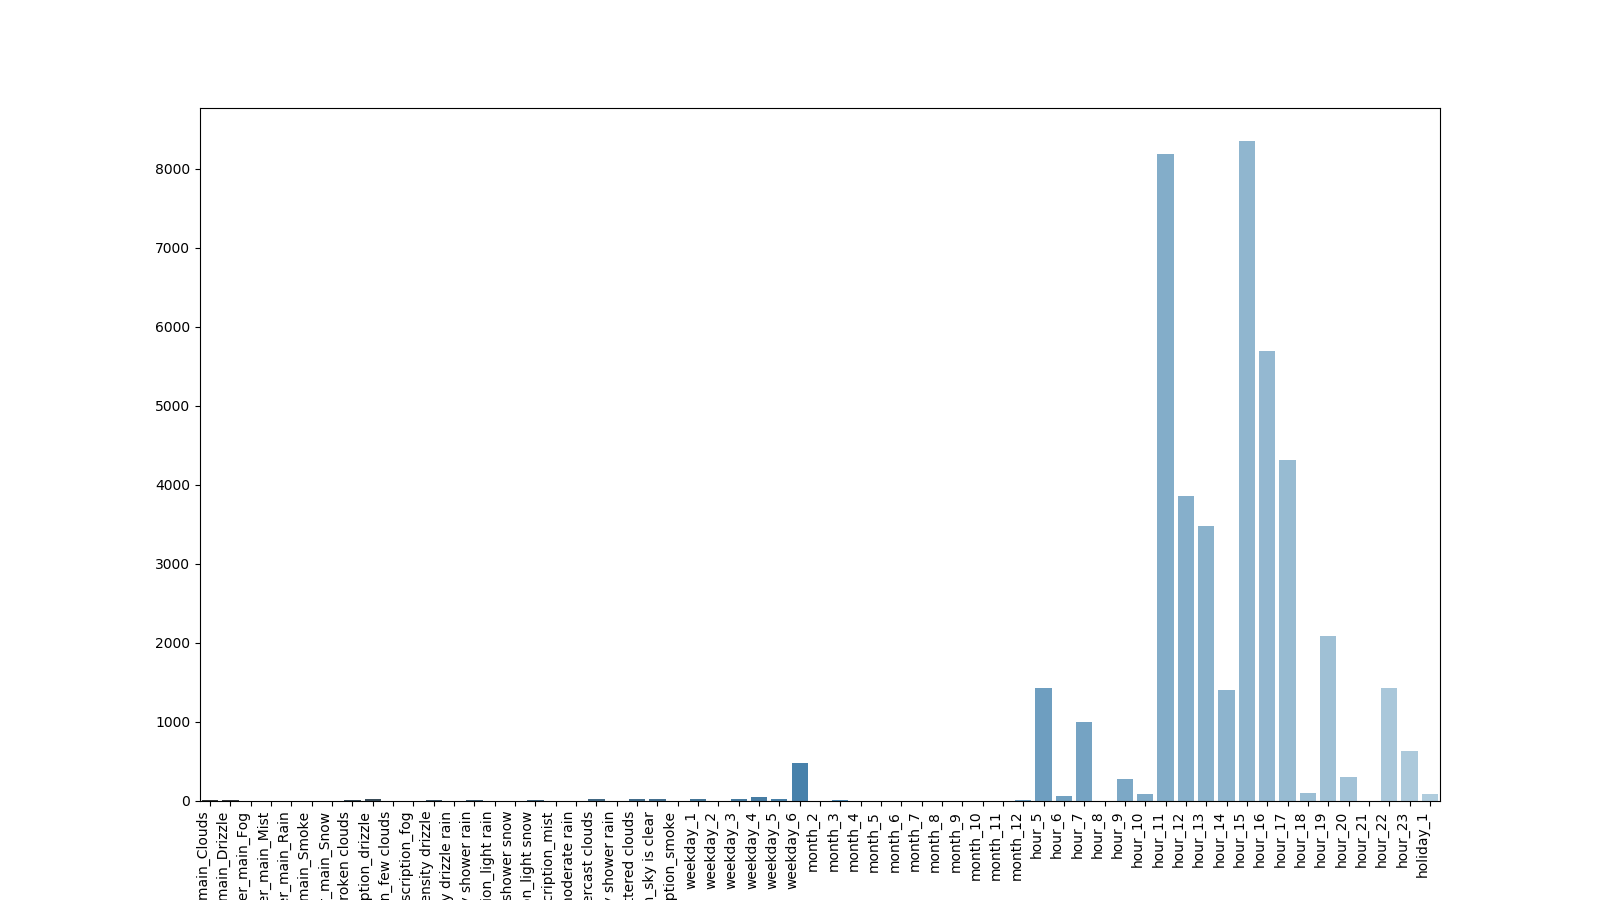 8000
7000
6000
5000
4000
3000
2000
1000
0
main_Clouds
main_Drizzle
er_main_Fog
er_main_Mist
er_main_Rain
main_Smoke
r_main_Snow
roken clouds
ption_drizzle
n_few clouds
scription_fog
ensity drizzle
y drizzle rain
y shower rain
ion_light rain
shower snow
on_light snow
cription_mist
noderate rain
ercast clouds
y shower rain
ttered clouds
n_sky is clear
ption_smoke
weekday_1
weekday_2
weekday_3
weekday_4
weekday_5
weekday_6
month_2
month_3
month_4
month_5
month_6
month_7
month_8
month_9
month_10
month_11
month_12
hour_5
hour_6
hour_7
hour_8
hour_9
hour_10
hour_11
hour_12
hour_13
hour_14
hour_15
hour_16
hour_17
hour_18
hour_19
hour_20
hour_21
hour_22
hour_23
holiday_1